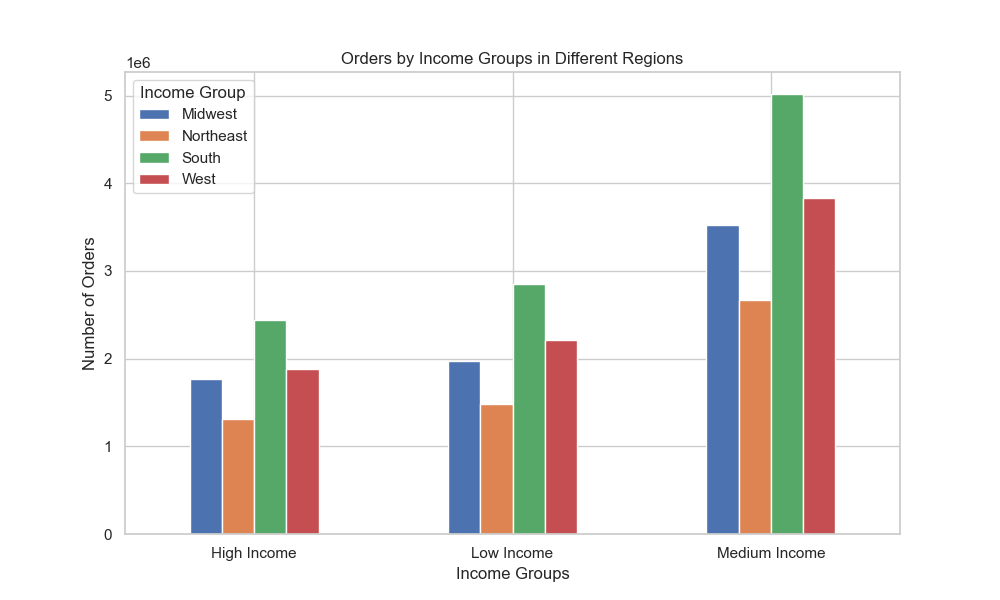 Orders by Income Groups in Different Regions
1e6
Income Group
Midwest
Northeast
South
West
5
4
3
2
1
0
Number of Orders
High Income
Low Income
Medium Income
Income Groups